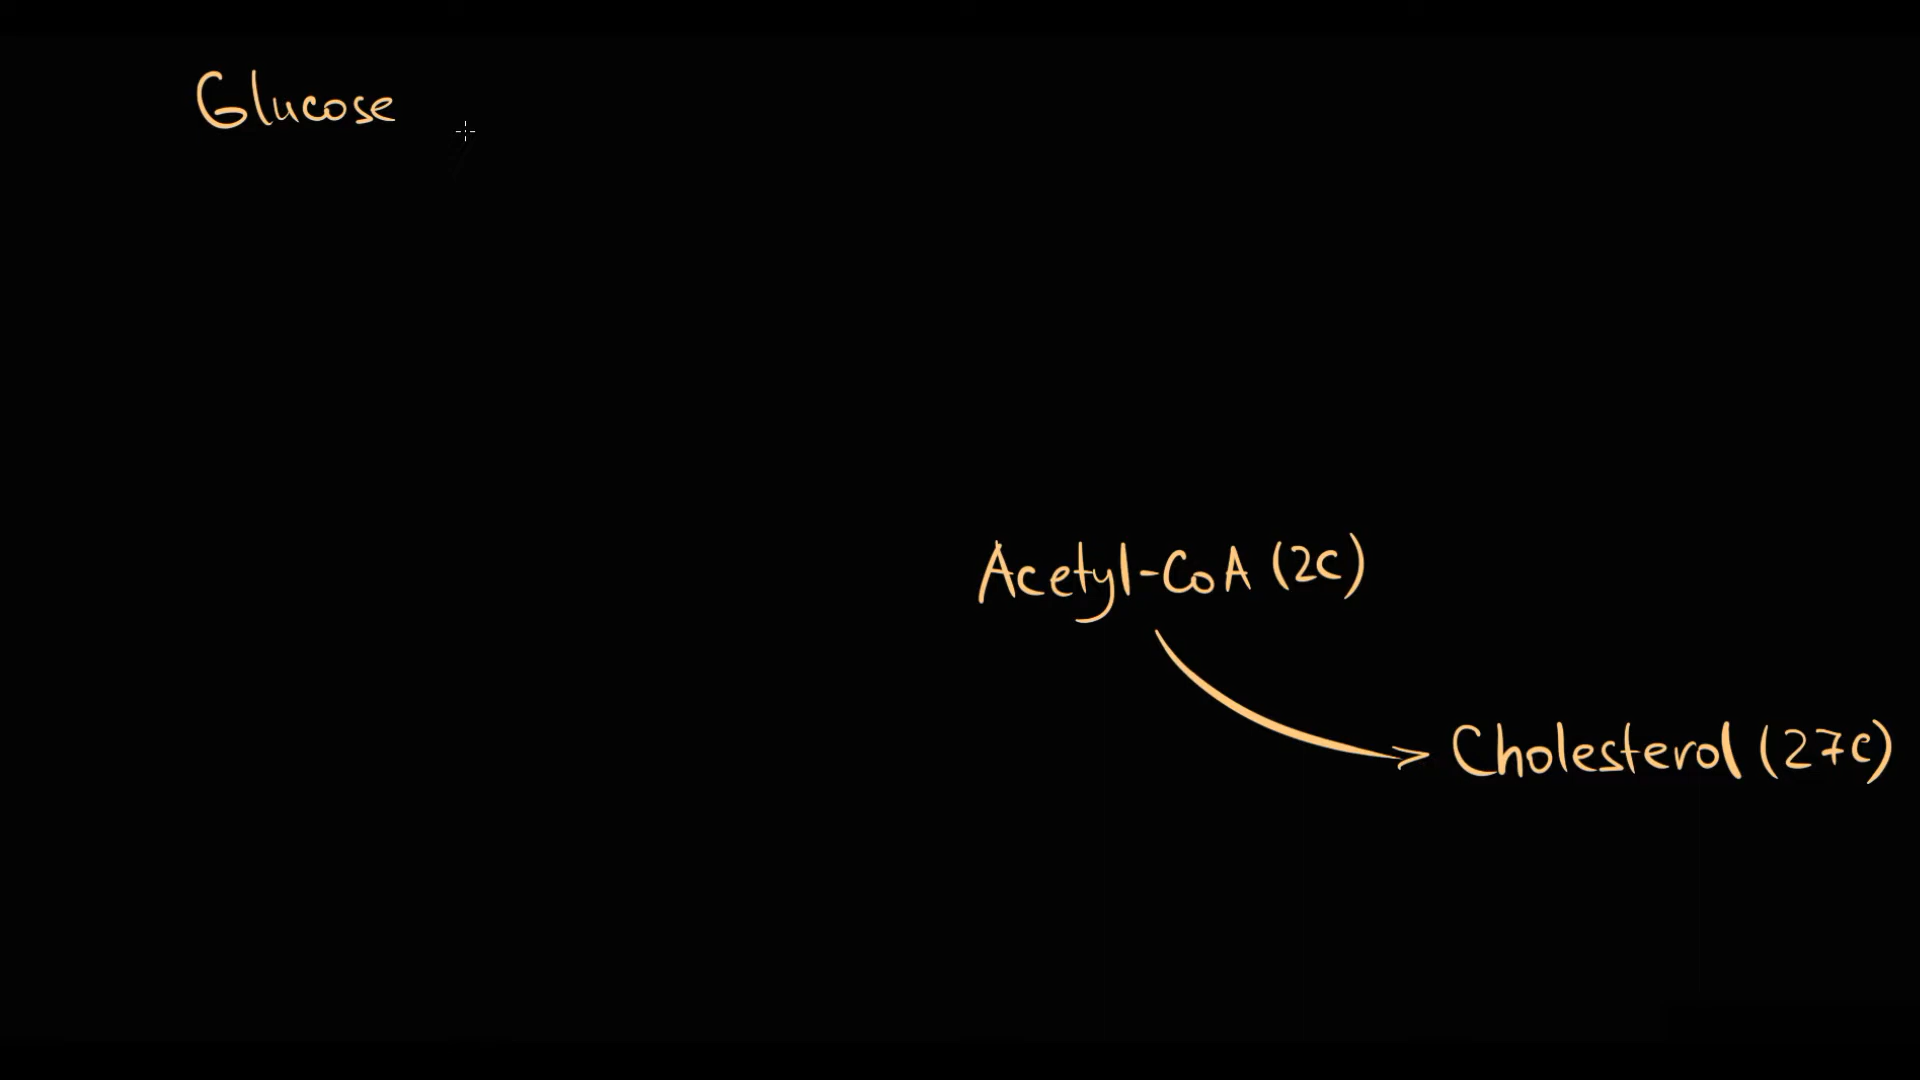 Glucose
Acetyl-CoA (2C)
Cholesterol (27C)